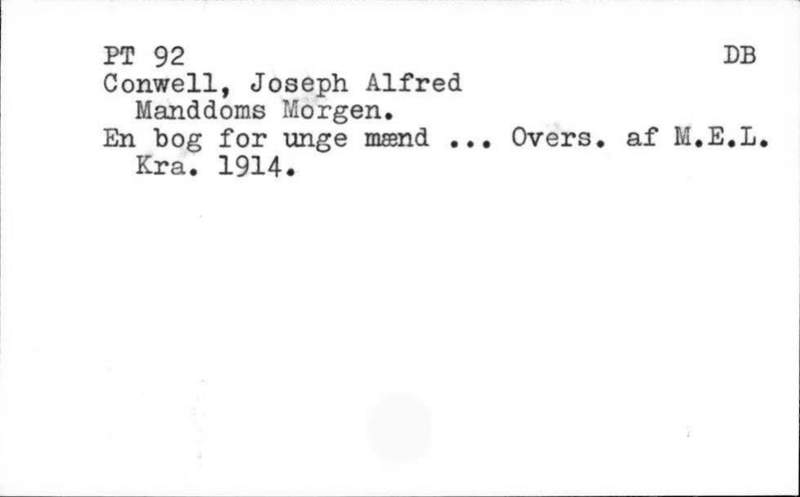 PT 92 DB
Conwell, Joseph Alfred
Manddoms Morgen.
En bog for unge mænd ... Overs. af M.E.L.
Kra. 1914.